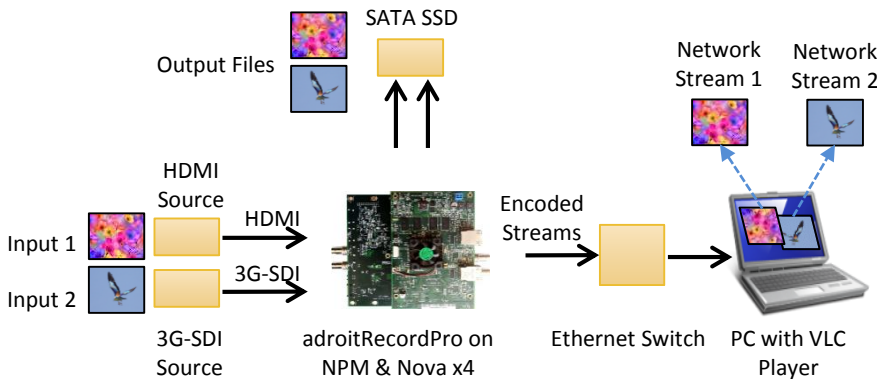 SATA SSD
Output Files
Network
Stream 1
Network
Stream 2
HDMI
Source
HDMI
Encoded
Streams
Input 1
3G-SDI
Input 2
3G-SDI
Source
adroitRecordPro on
NPM & Nova x4
Ethernet Switch
PC with VLC
Player